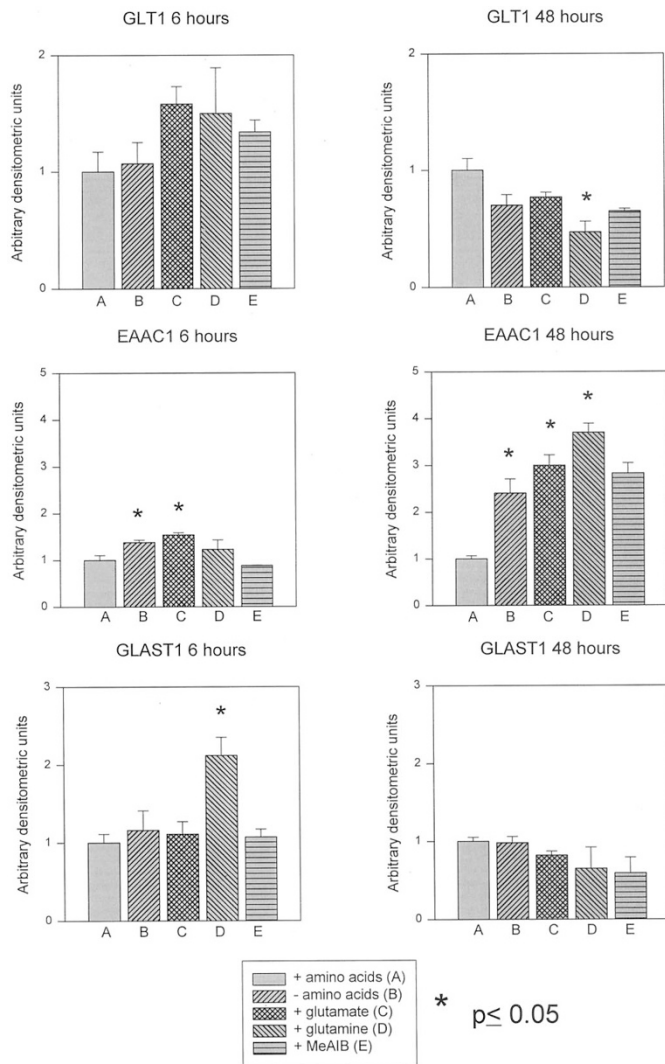 GLT1 6 hours
GLT1 48 hours
Arbitrary densitometric units
2
1
0
A B C D E
Arbitrary densitometric units
2
1
0
*
A B C D E
EAAC1 6 hours
EAAC1 48 hours
Arbitrary densitometric units
5
4
3
2
1
0
* *
A B C D E
Arbitrary densitometric units
5
4
3
2
1
0
* * *
A B C D E
GLAST1 6 hours
GLAST1 48 hours
Arbitrary densitometric units
3
2
1
0
*
A B C D E
Arbitrary densitometric units
3
2
1
0
A B C D E
+ amino acids (A)
- amino acids (B)
+ glutamate (C)
+ glutamine (D)
+ MeAIB (E)
* p≤ 0.05